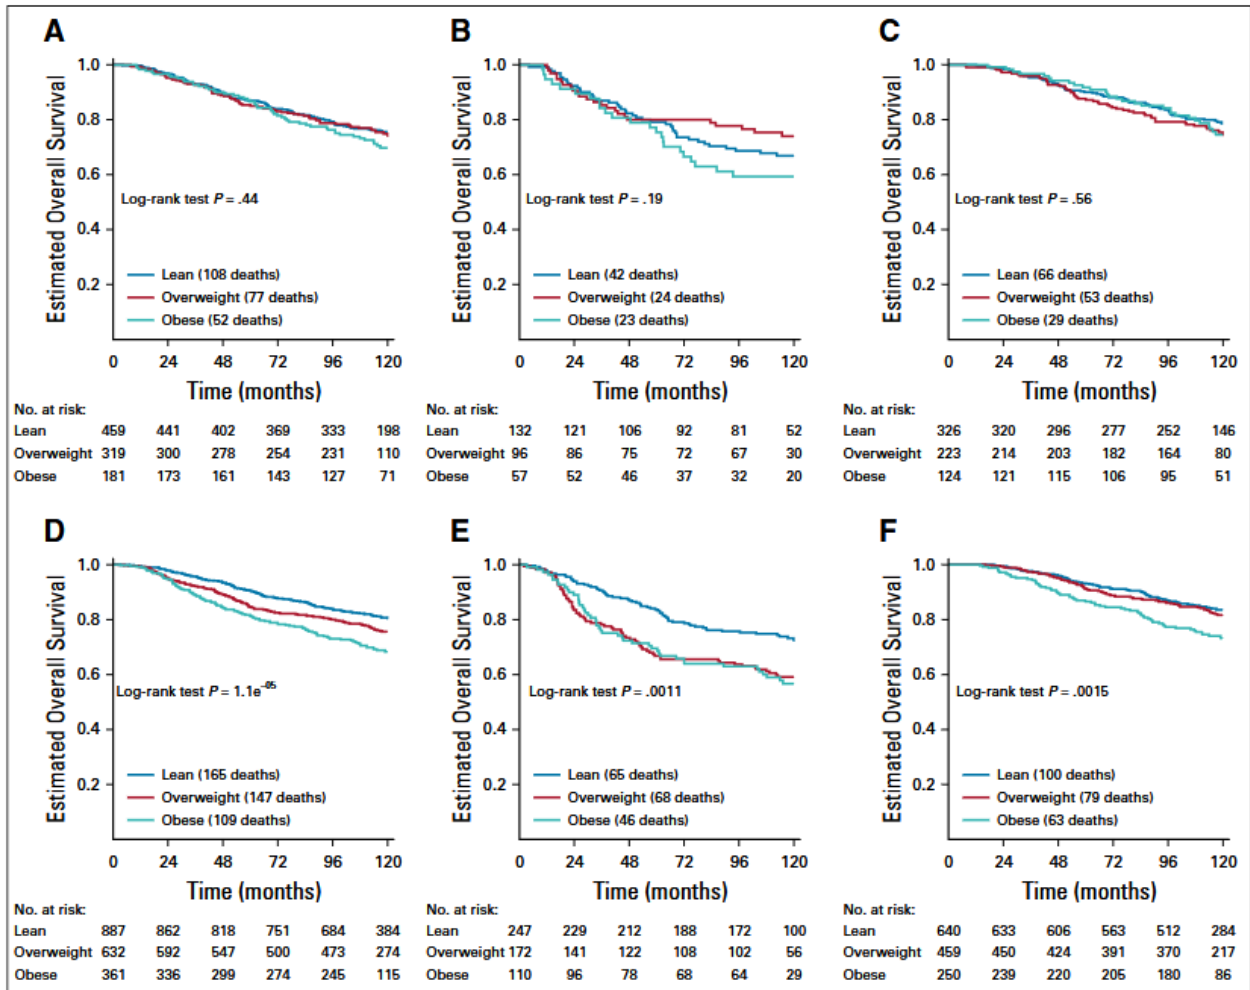 A
Estimated Overall Survival
1.0
0.8
0.6
0.4
0.2
Log-rank test P = .44
Lean (108 deaths)
Overweight (77 deaths)
Obese (52 deaths)
0 24 48 72 96 120
Time (months)
No. at risk:
Lean 459 441 402 369 333 198
Overweight 319 300 278 254 231 110
Obese 181 173 161 143 127 71
B
Estimated Overall Survival
1.0
0.8
0.6
0.4
0.2
Log-rank test P = .19
Lean (42 deaths)
Overweight (24 deaths)
Obese (23 deaths)
0 24 48 72 96 120
Time (months)
No. at risk:
Lean 132 121 106 92 81 52
Overweight 96 86 75 72 67 30
Obese 57 52 46 37 32 20
C
Estimated Overall Survival
1.0
0.8
0.6
0.4
0.2
Log-rank test P = .56
Lean (66 deaths)
Overweight (53 deaths)
Obese (29 deaths)
0 24 48 72 96 120
Time (months)
No. at risk:
Lean 326 320 296 277 252 146
Overweight 223 214 203 182 164 80
Obese 124 121 115 106 95 51
D
Estimated Overall Survival
1.0
0.8
0.6
0.4
0.2
Log-rank test P = 1.1e⁻⁰⁵
Lean (165 deaths)
Overweight (147 deaths)
Obese (109 deaths)
0 24 48 72 96 120
Time (months)
No. at risk:
Lean 887 862 818 751 684 384
Overweight 632 592 547 500 473 274
Obese 361 336 299 274 245 115
E
Estimated Overall Survival
1.0
0.8
0.6
0.4
0.2
Log-rank test P = .0011
Lean (65 deaths)
Overweight (68 deaths)
Obese (46 deaths)
0 24 48 72 96 120
Time (months)
No. at risk:
Lean 247 229 212 188 172 100
Overweight 172 141 122 108 102 56
Obese 110 96 78 68 64 29
F
Estimated Overall Survival
1.0
0.8
0.6
0.4
0.2
Log-rank test P = .0015
Lean (100 deaths)
Overweight (79 deaths)
Obese (63 deaths)
0 24 48 72 96 120
Time (months)
No. at risk:
Lean 640 633 606 563 512 284
Overweight 459 450 424 391 370 217
Obese 250 239 220 205 180 86